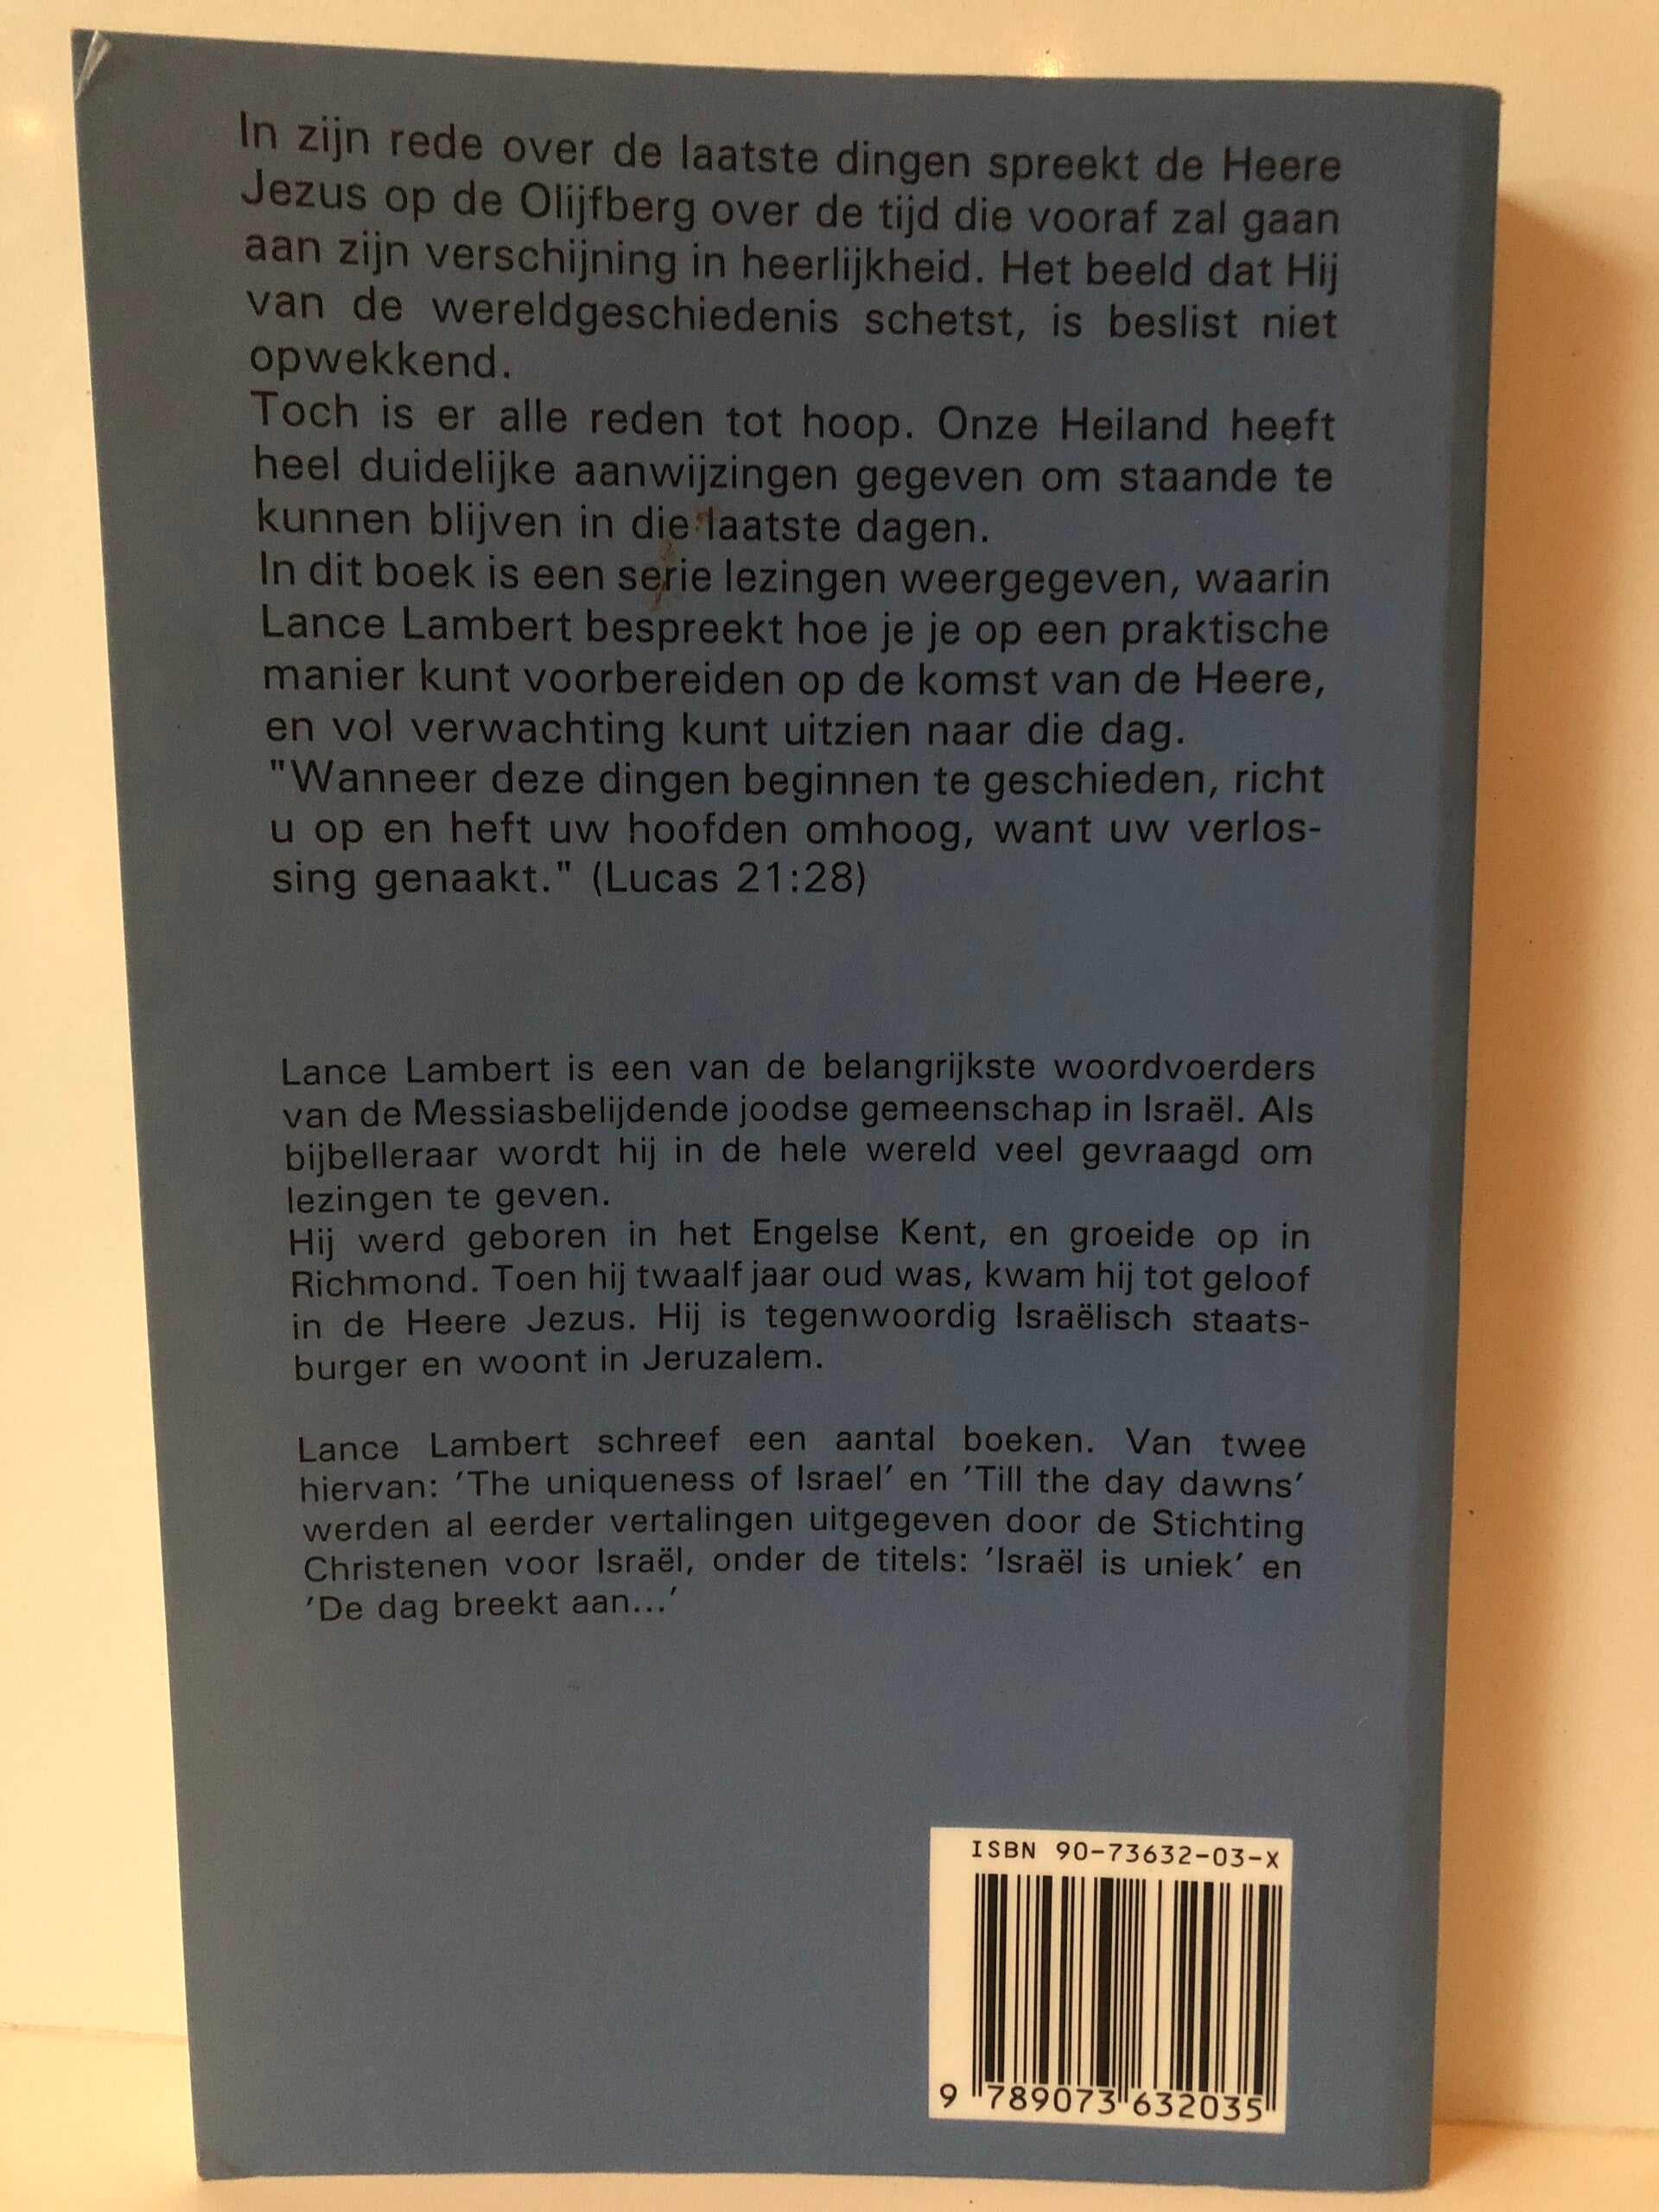 In zijn rede over de laatste dingen spreekt de Heere
Jezus op de Olijfberg over de tijd die vooraf zal gaan
aan zijn verschijning in heerlijkheid. Het beeld dat Hij
van de wereldgeschiedenis schetst, is beslist niet
opwekkend.
Toch is er alle reden tot hoop. Onze Heiland heeft
heel duidelijke aanwijzingen gegeven om staande te
kunnen blijven in die laatste dagen.
In dit boek is een serie lezingen weergegeven, waarin
Lance Lambert bespreekt hoe je je op een praktische
manier kunt voorbereiden op de komst van de Heere,
en vol verwachting kunt uitzien naar die dag.
"Wanneer deze dingen beginnen te geschieden, richt
u op en heft uw hoofden omhoog, want uw verlos-
sing genaakt." (Lucas 21:28)
Lance Lambert is een van de belangrijkste woordvoerders
van de Messiasbelijdende joodse gemeenschap in Israël. Als
bijbelleraar wordt hij in de hele wereld veel gevraagd om
lezingen te geven.
Hij werd geboren in het Engelse Kent, en groeide op in
Richmond. Toen hij twaalf jaar oud was, kwam hij tot geloof
in de Heere Jezus. Hij is tegenwoordig Israëlisch staats-
burger en woont in Jeruzalem.
Lance Lambert schreef een aantal boeken. Van twee
hiervan: 'The uniqueness of Israel' en 'Till the day dawns'
werden al eerder vertalingen uitgegeven door de Stichting
Christenen voor Israël, onder de titels: 'Israël is uniek' en
'De dag breekt aan...'
ISBN 90-73632-03-X
9 789073 632035